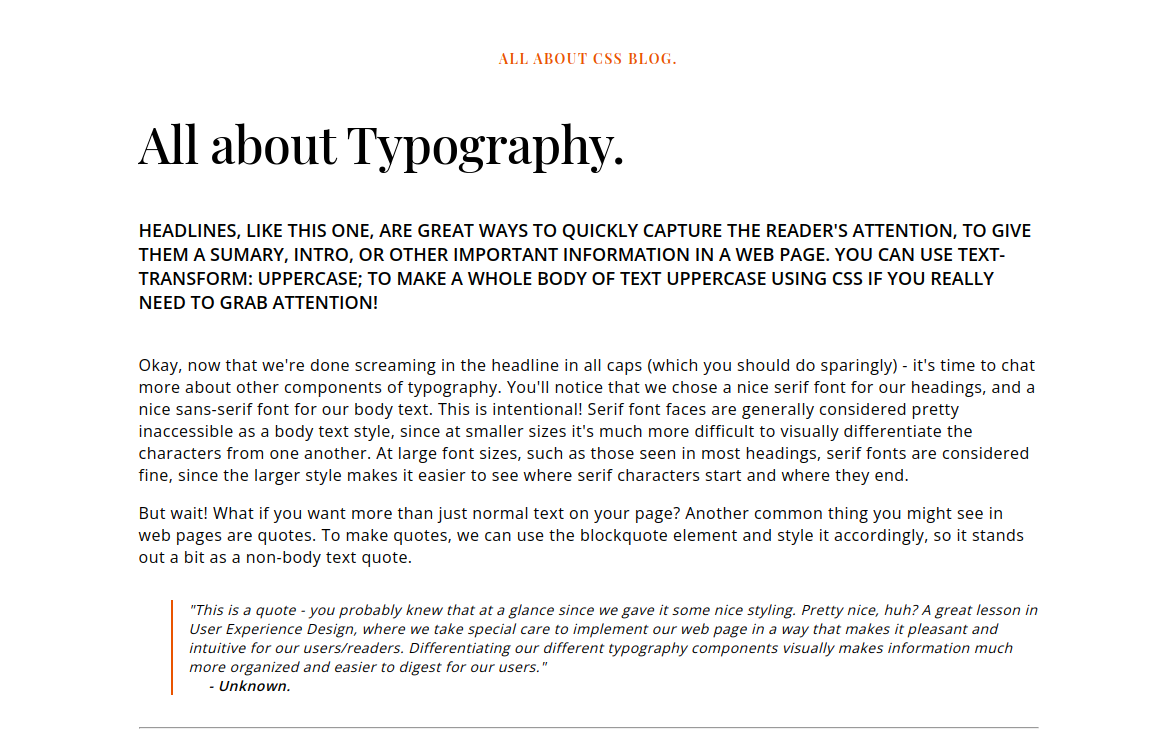 ALL ABOUT CSS BLOG.
All about Typography.
HEADLINES, LIKE THIS ONE, ARE GREAT WAYS TO QUICKLY CAPTURE THE READER'S ATTENTION, TO GIVE
THEM A SUMARY, INTRO, OR OTHER IMPORTANT INFORMATION IN A WEB PAGE. YOU CAN USE TEXT-
TRANSFORM: UPPERCASE; TO MAKE A WHOLE BODY OF TEXT UPPERCASE USING CSS IF YOU REALLY
NEED TO GRAB ATTENTION!
Okay, now that we're done screaming in the headline in all caps (which you should do sparingly) - it's time to chat
more about other components of typography. You'll notice that we chose a nice serif font for our headings, and a
nice sans-serif font for our body text. This is intentional! Serif font faces are generally considered pretty
inaccessible as a body text style, since at smaller sizes it's much more difficult to visually differentiate the
characters from one another. At large font sizes, such as those seen in most headings, serif fonts are considered
fine, since the larger style makes it easier to see where serif characters start and where they end.
But wait! What if you want more than just normal text on your page? Another common thing you might see in
web pages are quotes. To make quotes, we can use the blockquote element and style it accordingly, so it stands
out a bit as a non-body text quote.
"This is a quote - you probably knew that at a glance since we gave it some nice styling. Pretty nice, huh? A great lesson in
User Experience Design, where we take special care to implement our web page in a way that makes it pleasant and
intuitive for our users/readers. Differentiating our different typography components visually makes information much
more organized and easier to digest for our users."
- Unknown.